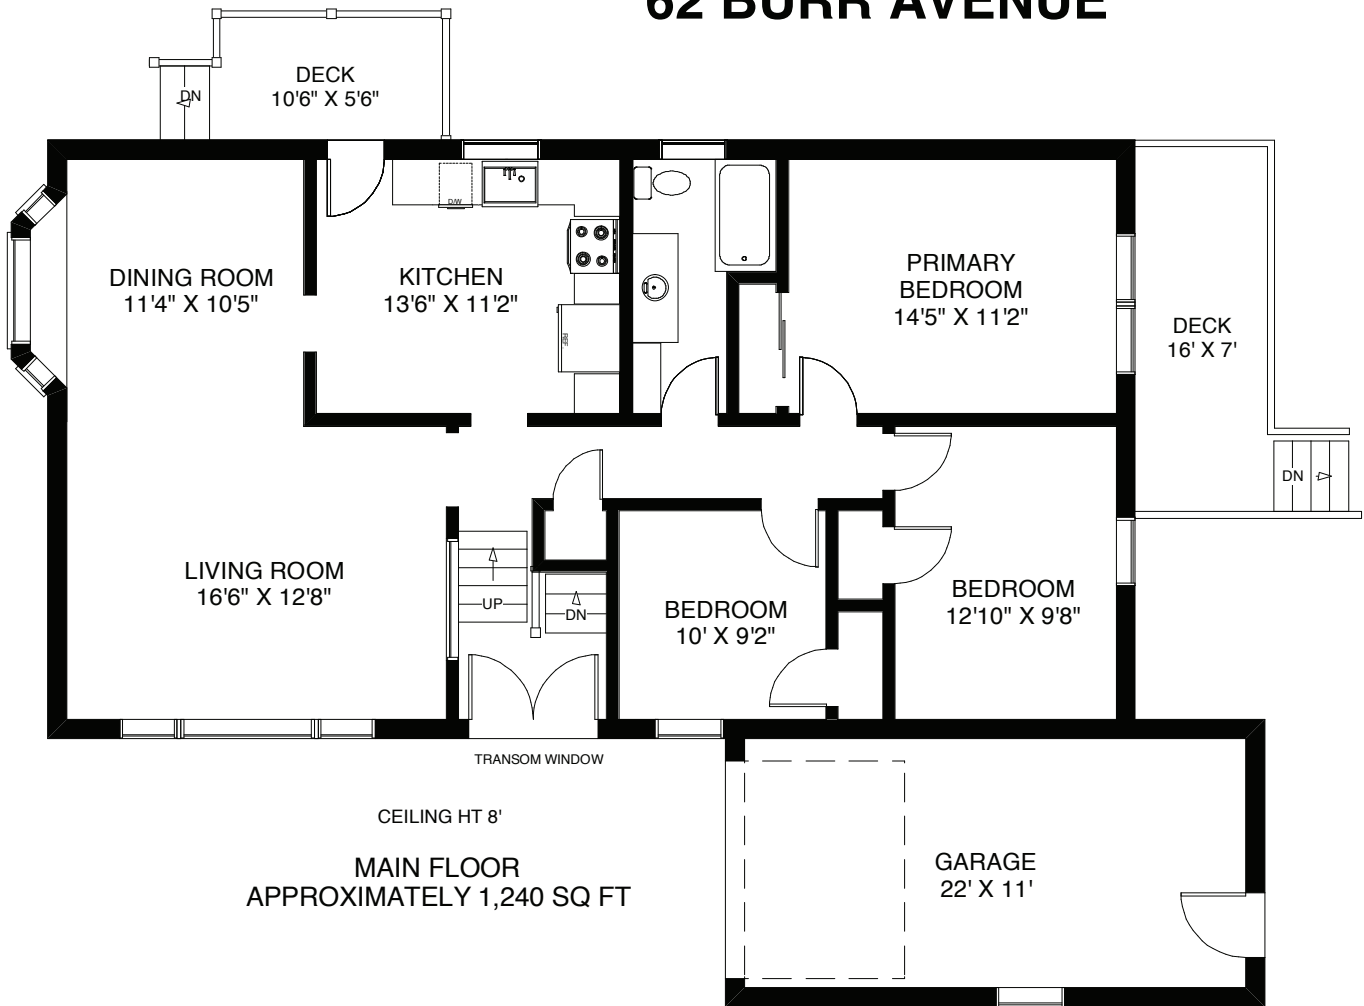 62 BURR AVENUE
DECK
10'6" X 5'6"
DN
D/W
DINING ROOM
11'4" X 10'5"
KITCHEN
13'6" X 11'2"
REF
PRIMARY
BEDROOM
14'5" X 11'2"
DECK
16' X 7'
DN
LIVING ROOM
16'6" X 12'8"
UP
DN
BEDROOM
10' X 9'2"
BEDROOM
12'10" X 9'8"
TRANSOM WINDOW
CEILING HT 8'
MAIN FLOOR
APPROXIMATELY 1,240 SQ FT
GARAGE
22' X 11'